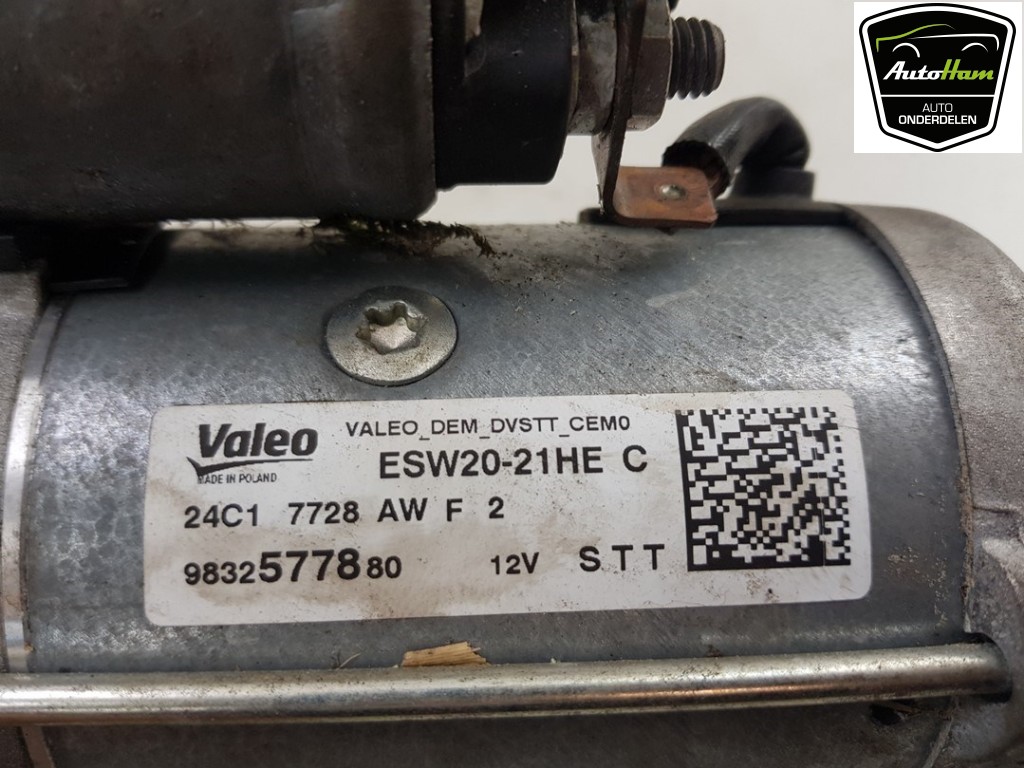 AutoHam
AUTO
ONDERDELEN
Valeo
MADE IN POLAND
VALEO_DEM_DVSTT_CEM0
ESW20-21HE C
24C1 7728 AW F 2
9832577880 12V STT